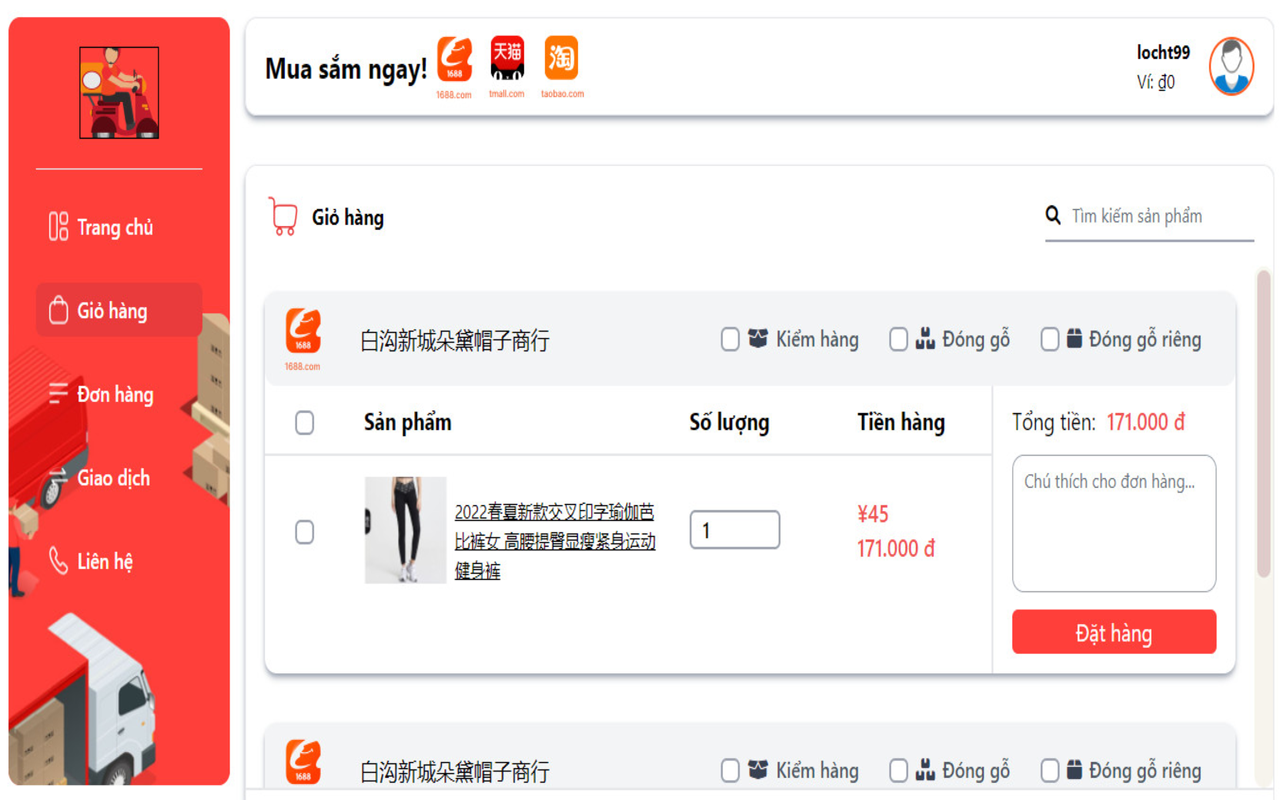 Mua sắm ngay!
1688
1688.com
天猫
tmall.com
淘
taobao.com
locht99
Ví: ₫0
Trang chủ
Giỏ hàng
Đơn hàng
Giao dịch
Liên hệ
Giỏ hàng
Tìm kiếm sản phẩm
1688
1688.com
白沟新城朵黛帽子商行
Kiểm hàng
Đóng gỗ
Đóng gỗ riêng
Sản phẩm
Số lượng
Tiền hàng
2022春夏新款交叉印字瑜伽芭
比裤女 高腰提臀显瘦紧身运动
健身裤
1
¥45
171.000 đ
Tổng tiền: 171.000 đ
Chú thích cho đơn hàng...
Đặt hàng
1688
白沟新城朵黛帽子商行
Kiểm hàng
Đóng gỗ
Đóng gỗ riêng